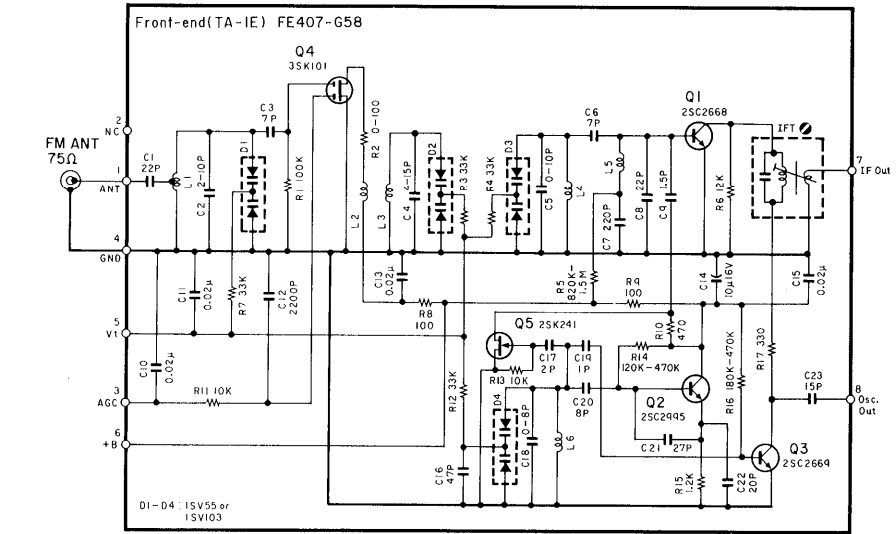 Front-end(TA-1E) FE407-G58
Q4
3SK101
2
NC
C3
7P
D1
R2 0-100
C6
7P
Q1
2SC2668
IFT
7
IF Out
FM ANT
75Ω
1
ANT
C1
22P
L1
C2 2-10P
R1 100K
L2
L3
C4 4-15P
D2
R3 33K
R4 33K
D3
C5 0-10P
L4
L5
C7 220P
C8 22P
C9 1.5P
R6 12K
4
GND
C11
0.02μ
R7 33K
C12
2200P
C13
0.02μ
R8
100
R5
820K-
1.5M
R9
100
C14
10μ16V
C15
0.02μ
5
Vt
Q5 2SK241
R10
470
R14
120K-470K
R16 180K-470K
R17 330
C10
0.02μ
R12 33K
R13 10K
C17
2P
C19
1P
C20
8P
Q2
2SC2995
C23
15P
8
Osc.
Out
3
AGC
R11 10K
D4
C18 0-8P
L6
C21 27P
Q3
2SC2669
6
+B
C16
47P
R15
1.2K
C22
20P
D1-D4 : 1SV55 or
1SV103